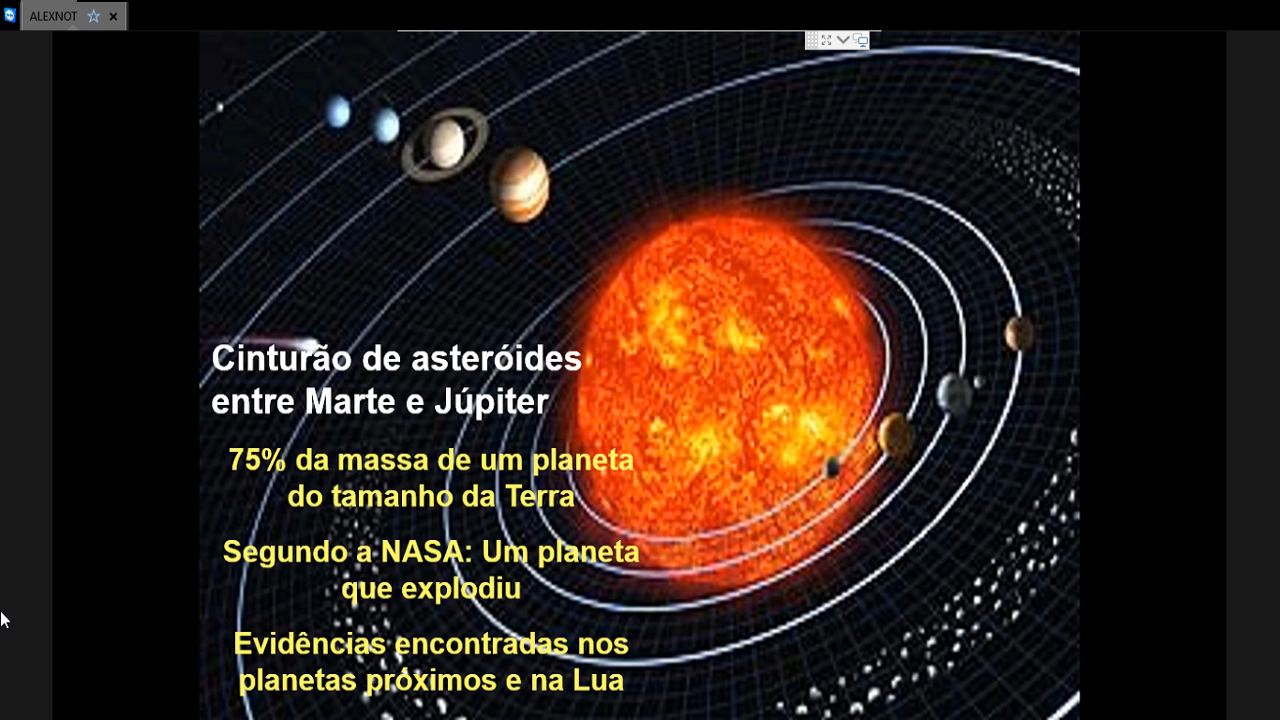 ALEXNOT
Cinturão de asteróides
entre Marte e Júpiter
75% da massa de um planeta
do tamanho da Terra
Segundo a NASA: Um planeta
que explodiu
Evidências encontradas nos
planetas próximos e na Lua